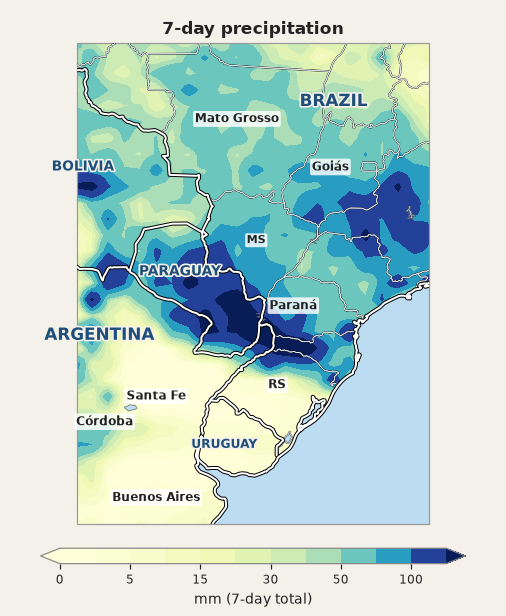 7-day precipitation
BRAZIL
Mato Grosso
BOLIVIA
Goiás
MS
PARAGUAY
Paraná
ARGENTINA
RS
Santa Fe
Córdoba
URUGUAY
Buenos Aires
0 5 15 30 50 100
mm (7-day total)